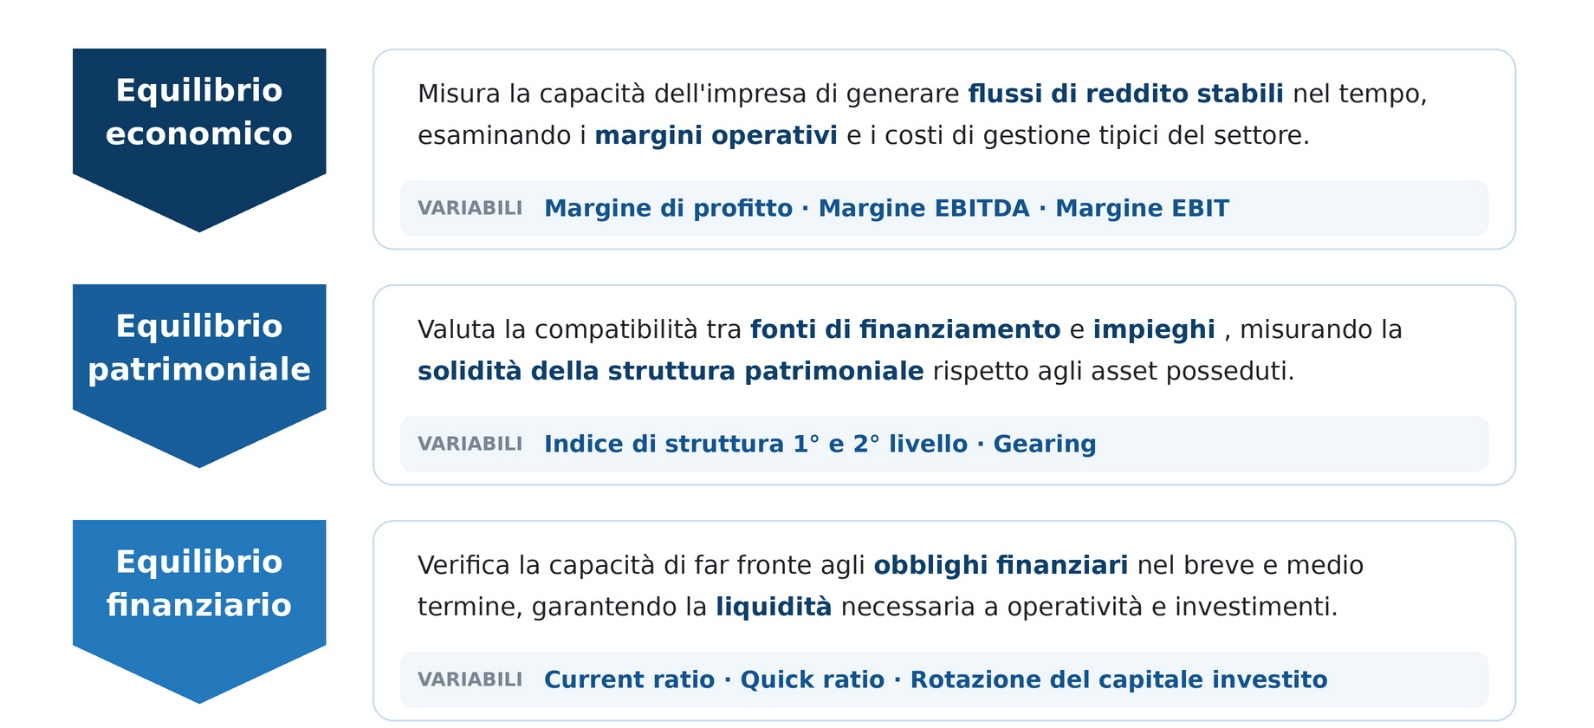 Equilibrio
economico
Misura la capacità dell'impresa di generare flussi di reddito stabili nel tempo,
esaminando i margini operativi e i costi di gestione tipici del settore.
VARIABILI Margine di profitto · Margine EBITDA · Margine EBIT
Equilibrio
patrimoniale
Valuta la compatibilità tra fonti di finanziamento e impieghi , misurando la
solidità della struttura patrimoniale rispetto agli asset posseduti.
VARIABILI Indice di struttura 1° e 2° livello · Gearing
Equilibrio
finanziario
Verifica la capacità di far fronte agli obblighi finanziari nel breve e medio
termine, garantendo la liquidità necessaria a operatività e investimenti.
VARIABILI Current ratio · Quick ratio · Rotazione del capitale investito